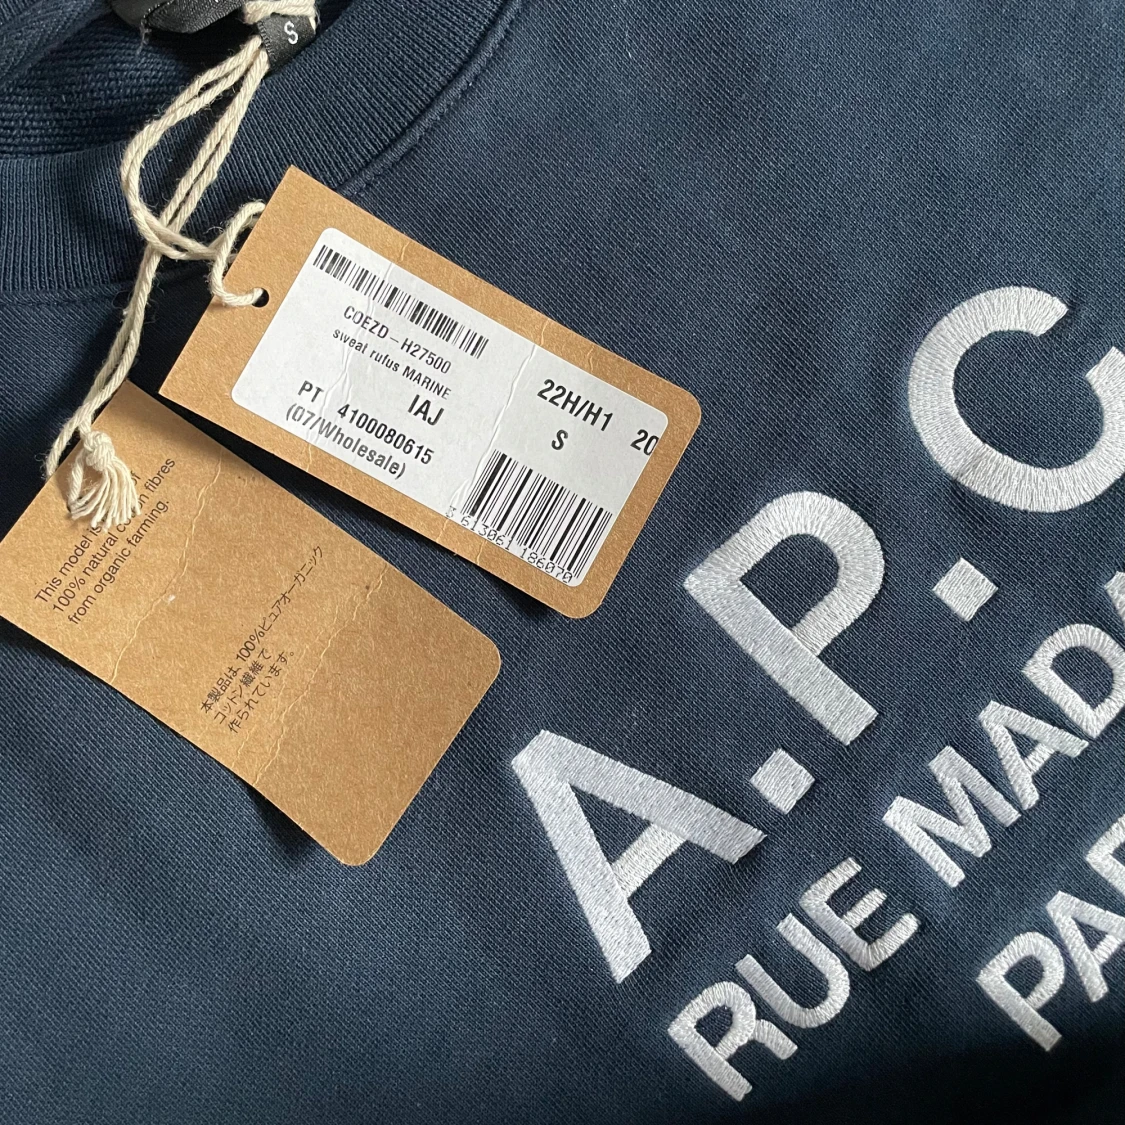 S
COEZD-H27500
sweat rufus MARINE
IAJ
PT 4100080615
(07/Wholesale)
22H/H1 20
S
3 613061 186070
This model is of
100% natural cotton fibres
from organic farming.
本製品は、100%ピュアオーガニック
コットン繊維で
作られています。
A.P.C
RUE MADA
PAR